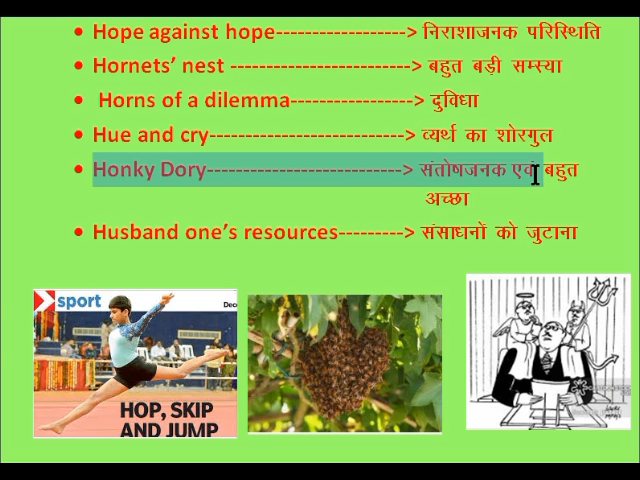 • Hope against hope------------------> निराशाजनक परिस्थिति
• Hornets’ nest -------------------------> बहुत बड़ी समस्या
• Horns of a dilemma-----------------> दुविधा
• Hue and cry---------------------------> व्यर्थ का शोरगुल
• Honky Dory---------------------------> संतोषजनक एवं बहुत
अच्छा
• Husband one’s resources---------> संसाधनों को जुटाना
sport
HOP, SKIP
AND JUMP